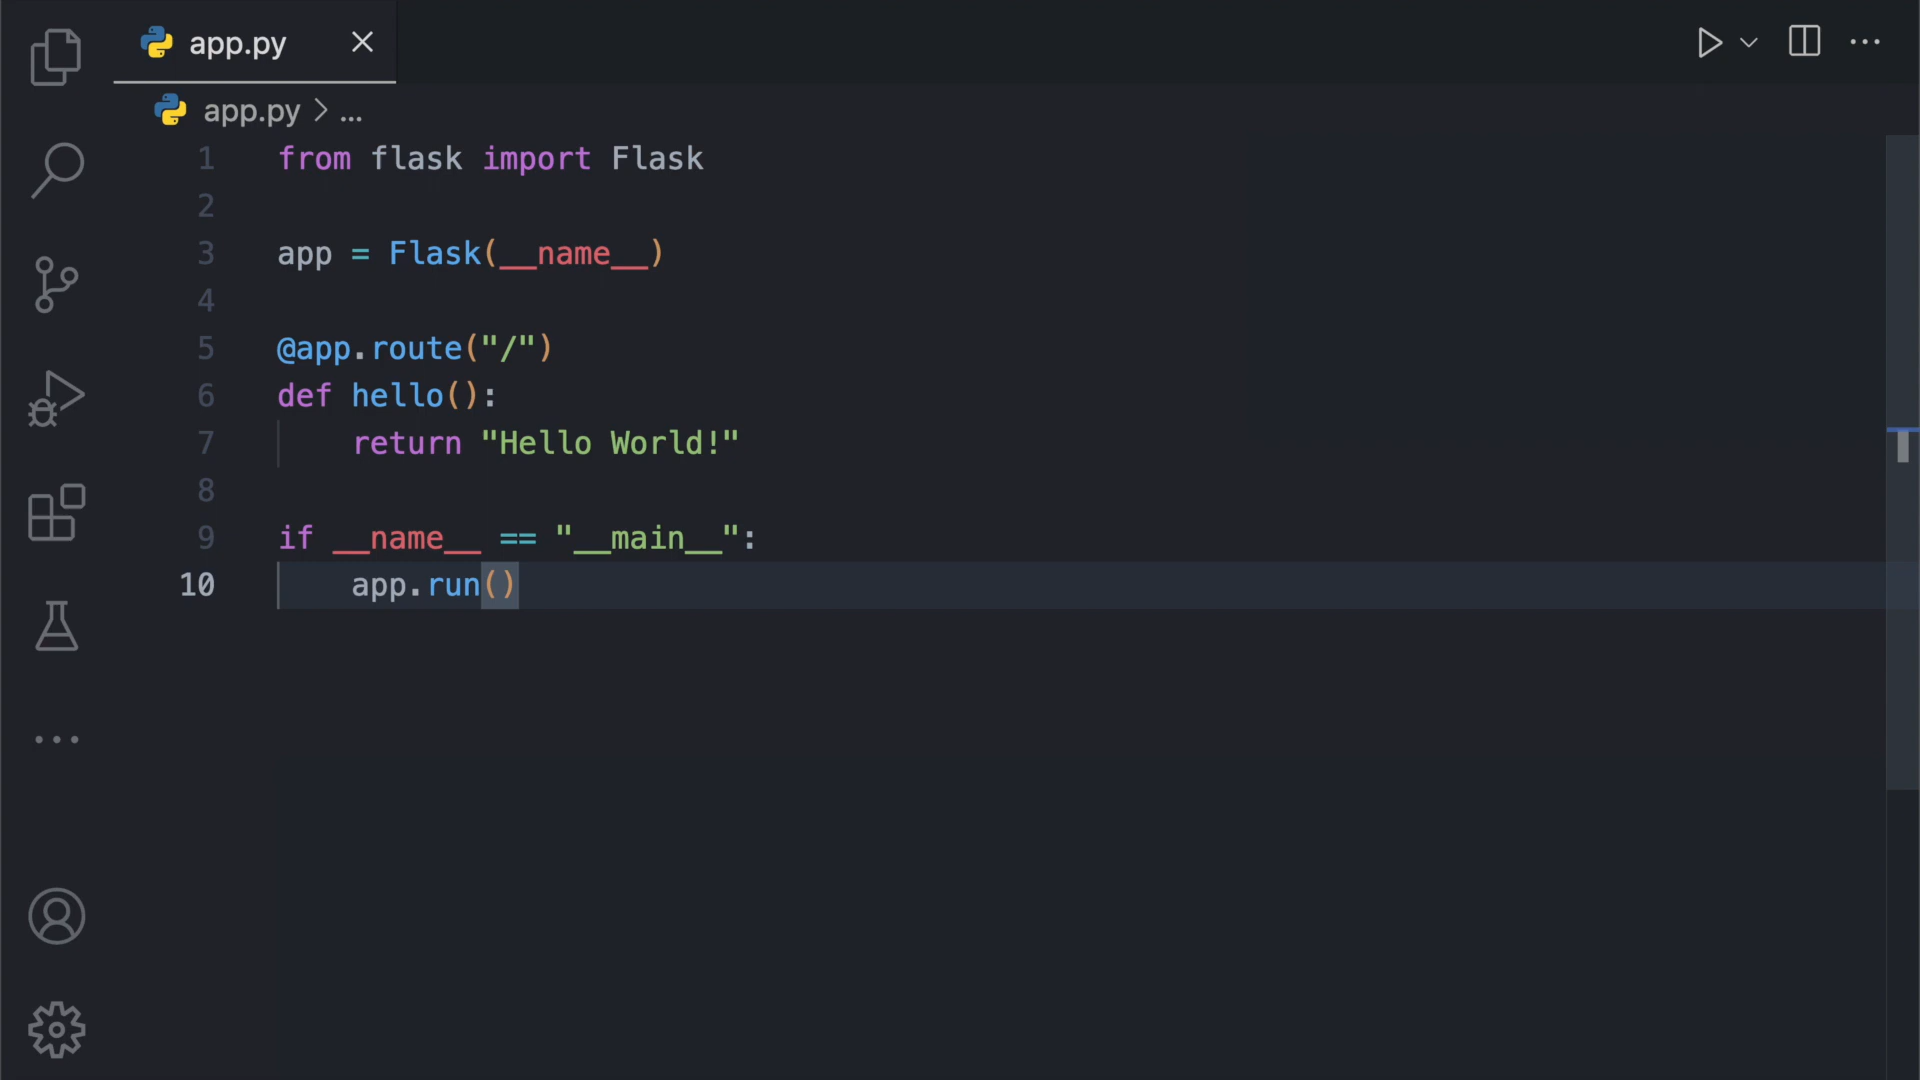 app.py
app.py > ...
1 from flask import Flask
2
3 app = Flask(__name__)
4
5 @app.route("/")
6 def hello():
7     return "Hello World!"
8
9 if __name__ == "__main__":
10     app.run()